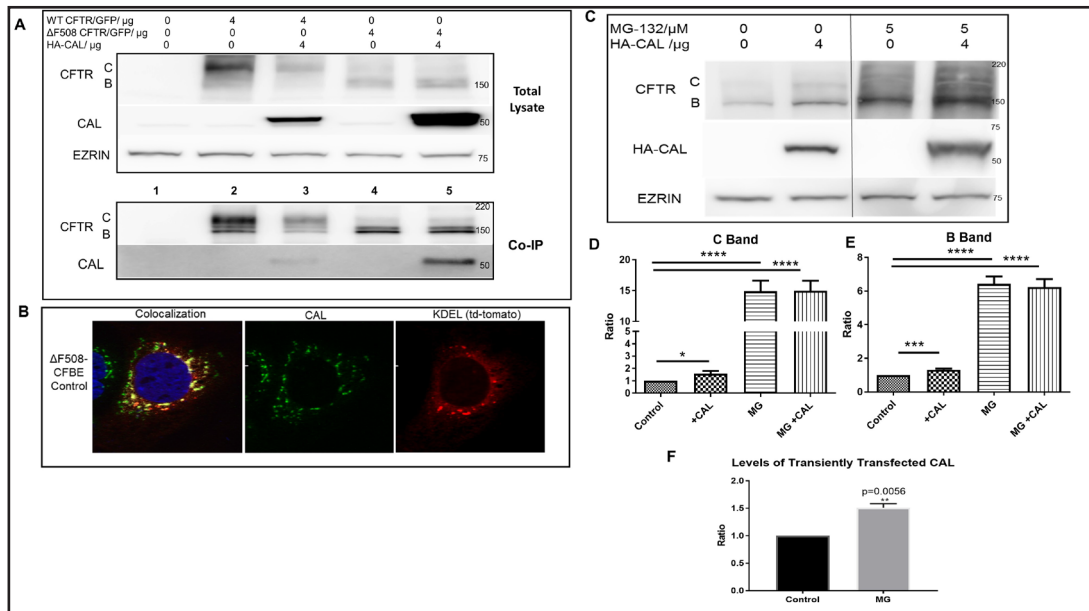 A
WT CFTR/GFP/ µg 0 4 4 0 0
ΔF508 CFTR/GFP/ µg 0 0 0 4 4
HA-CAL/ µg 0 0 4 0 4
CFTR C
B
150
CAL
50
EZRIN
75
Total
Lysate
1 2 3 4 5
220
CFTR C
B
150
CAL
50
Co-IP
B
Colocalization CAL KDEL (td-tomato)
ΔF508-
CFBE
Control
C
MG-132/µM 0 0 5 5
HA-CAL/µg 0 4 0 4
220
CFTR C
B
150
75
HA-CAL
50
EZRIN
75
D
C Band
Ratio
20
15
10
2
1
0
****
****
*
Control
+CAL
MG
MG +CAL
E
B Band
Ratio
8
6
4
2
0
****
****
***
Control
+CAL
MG
MG +CAL
F
Levels of Transiently Transfected CAL
Ratio
2.0
1.5
1.0
0.5
0.0
p=0.0056
**
Control
MG